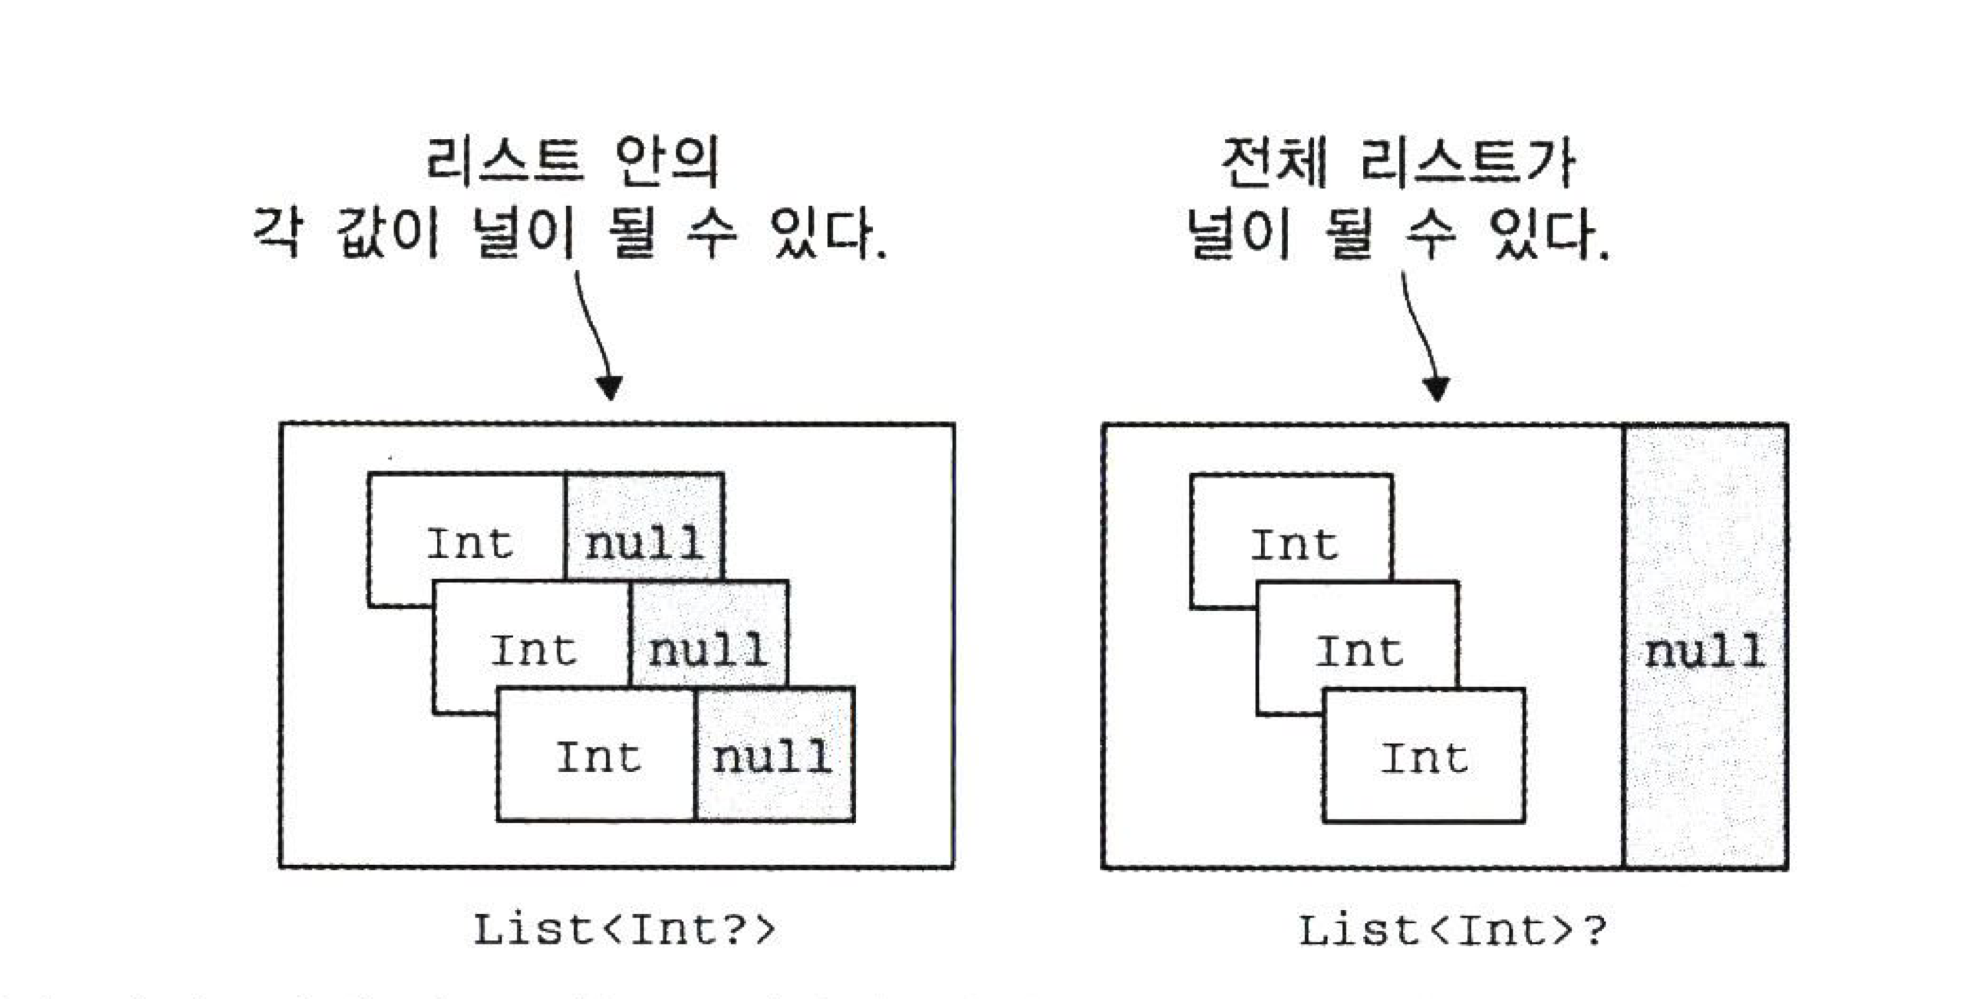 리스트 안의
각 값이 널이 될 수 있다.
Int null
Int null
Int null
List<Int?>
전체 리스트가
널이 될 수 있다.
Int
Int
Int
null
List<Int>?